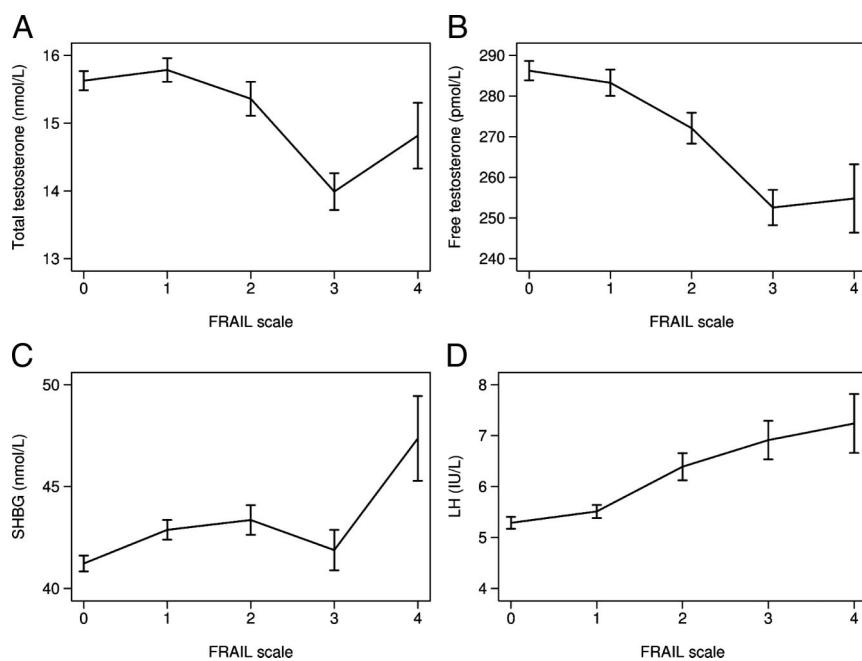 A
Total testosterone (nmol/L)
16
15
14
13
0 1 2 3 4
FRAIL scale
B
Free testosterone (pmol/L)
290
280
270
260
250
240
0 1 2 3 4
FRAIL scale
C
SHBG (nmol/L)
50
45
40
0 1 2 3 4
FRAIL scale
D
LH (IU/L)
8
7
6
5
4
0 1 2 3 4
FRAIL scale